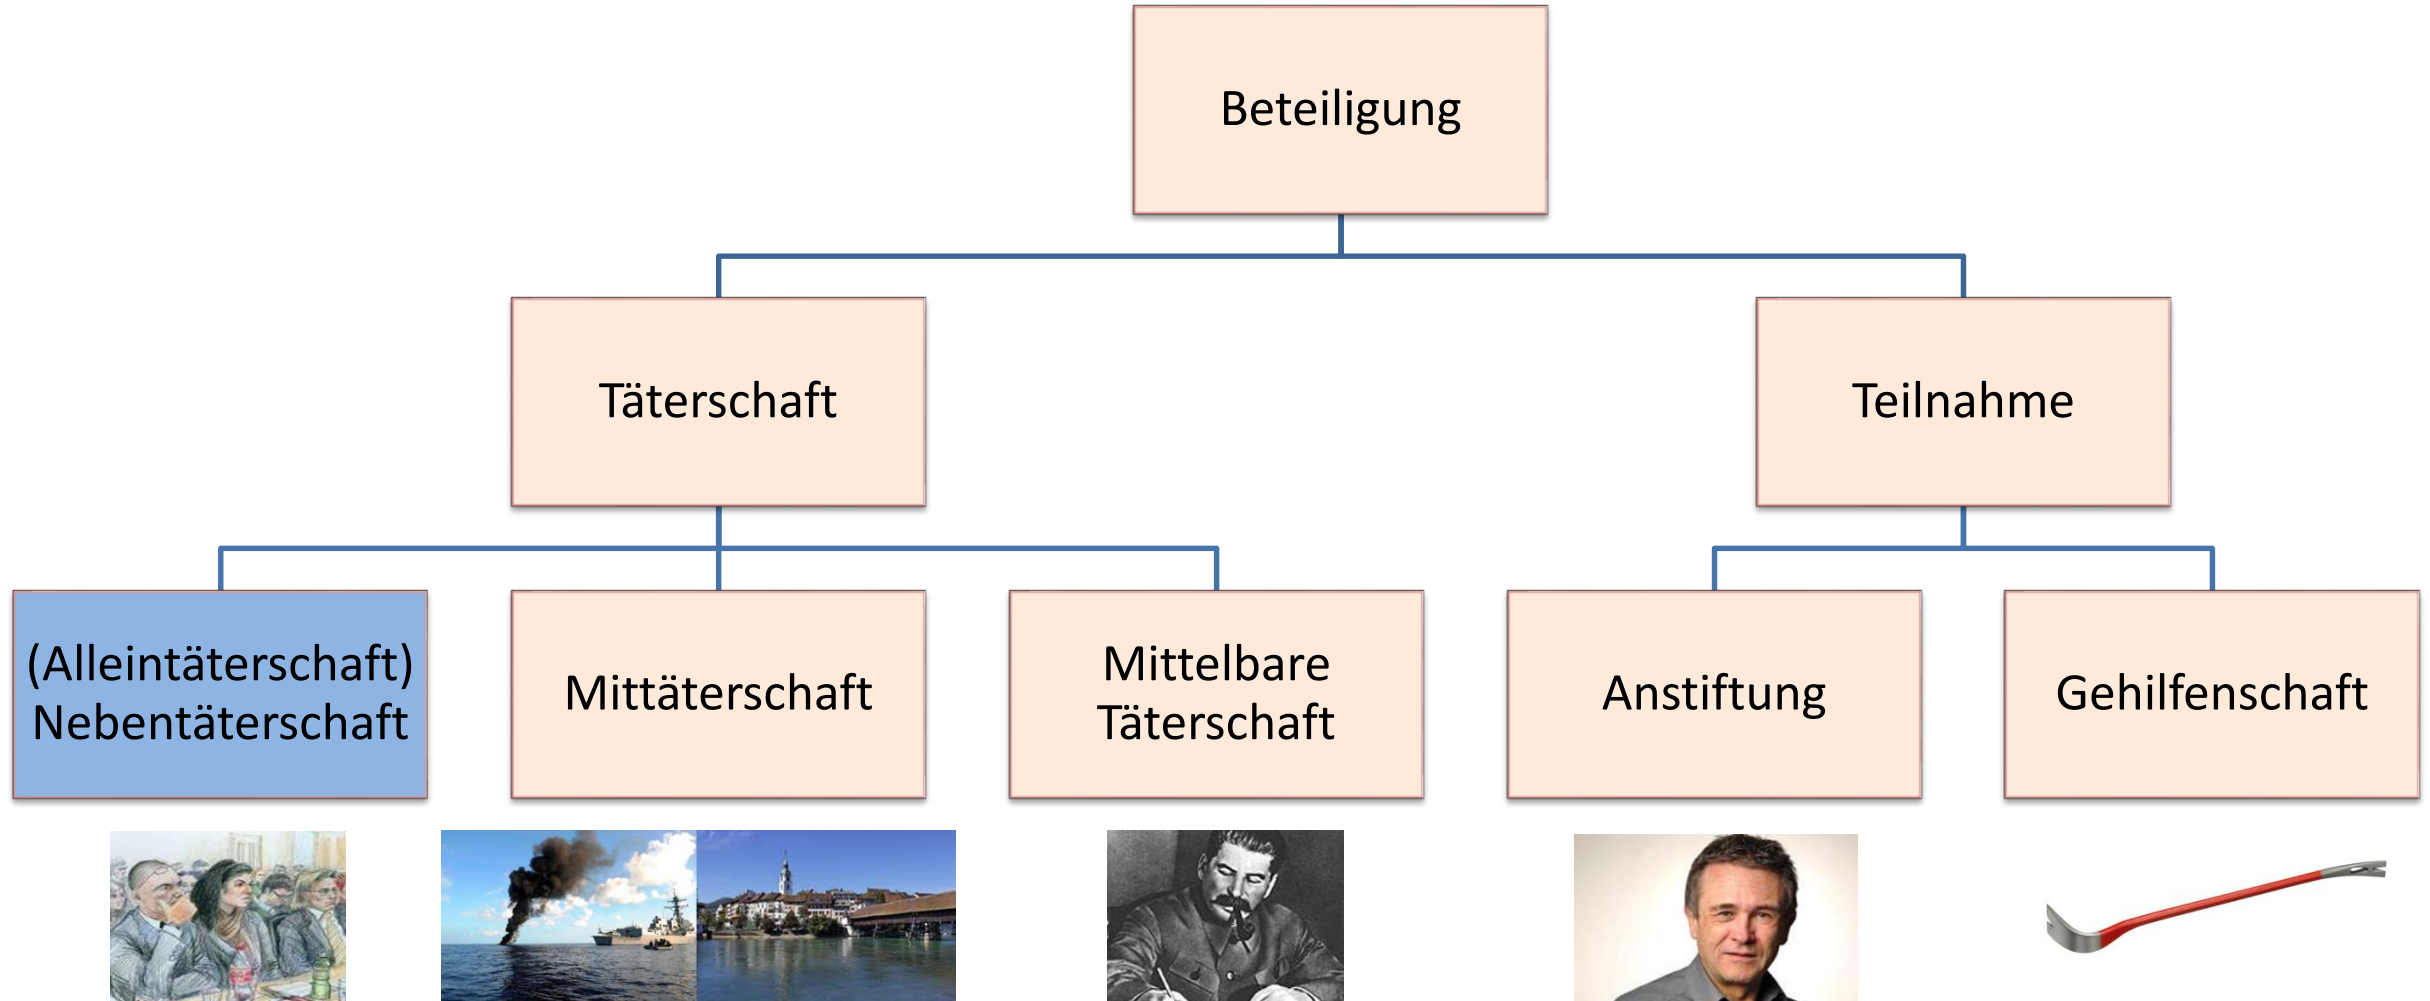 Beteiligung
Täterschaft
Teilnahme
(Alleintäterschaft)
Nebentäterschaft
Mittäterschaft
Mittelbare
Täterschaft
Anstiftung
Gehilfenschaft